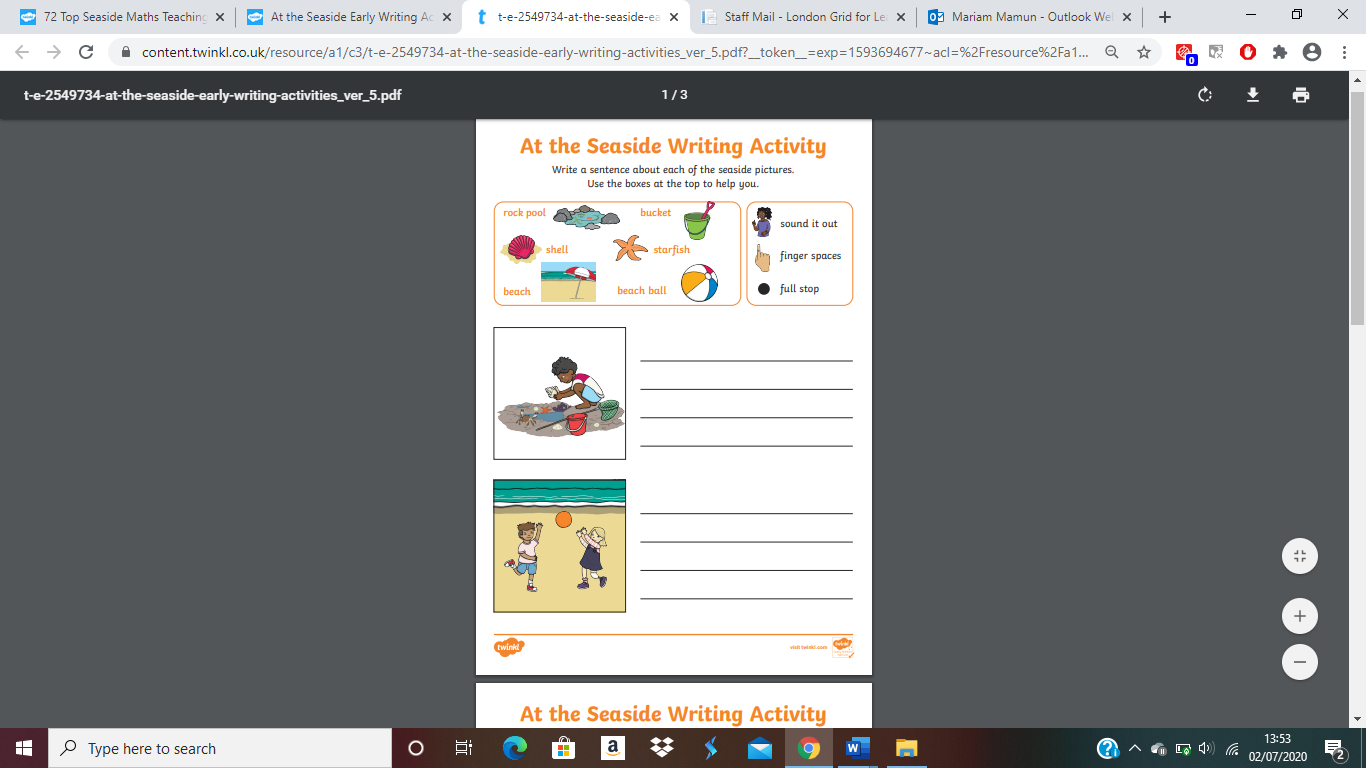 72 Top Seaside Maths Teaching
At the Seaside Early Writing Ac
t-e-2549734-at-the-seaside-ea
Staff Mail - London Grid for Le
Mariam Mamun - Outlook We
content.twinkl.co.uk/resource/a1/c3/t-e-2549734-at-the-seaside-early-writing-activities_ver_5.pdf?__token__=exp=1593694677~acl=%2Fresource%2Fa1...
0
t-e-2549734-at-the-seaside-early-writing-activities_ver_5.pdf
1 / 3
At the Seaside Writing Activity
Write a sentence about each of the seaside pictures.
Use the boxes at the top to help you.
rock pool
bucket
shell
starfish
beach
beach ball
sound it out
finger spaces
full stop
twinkl
visit twinkl.com
twinkl
At the Seaside Writing Activity
Type here to search
13:53
02/07/2020
2